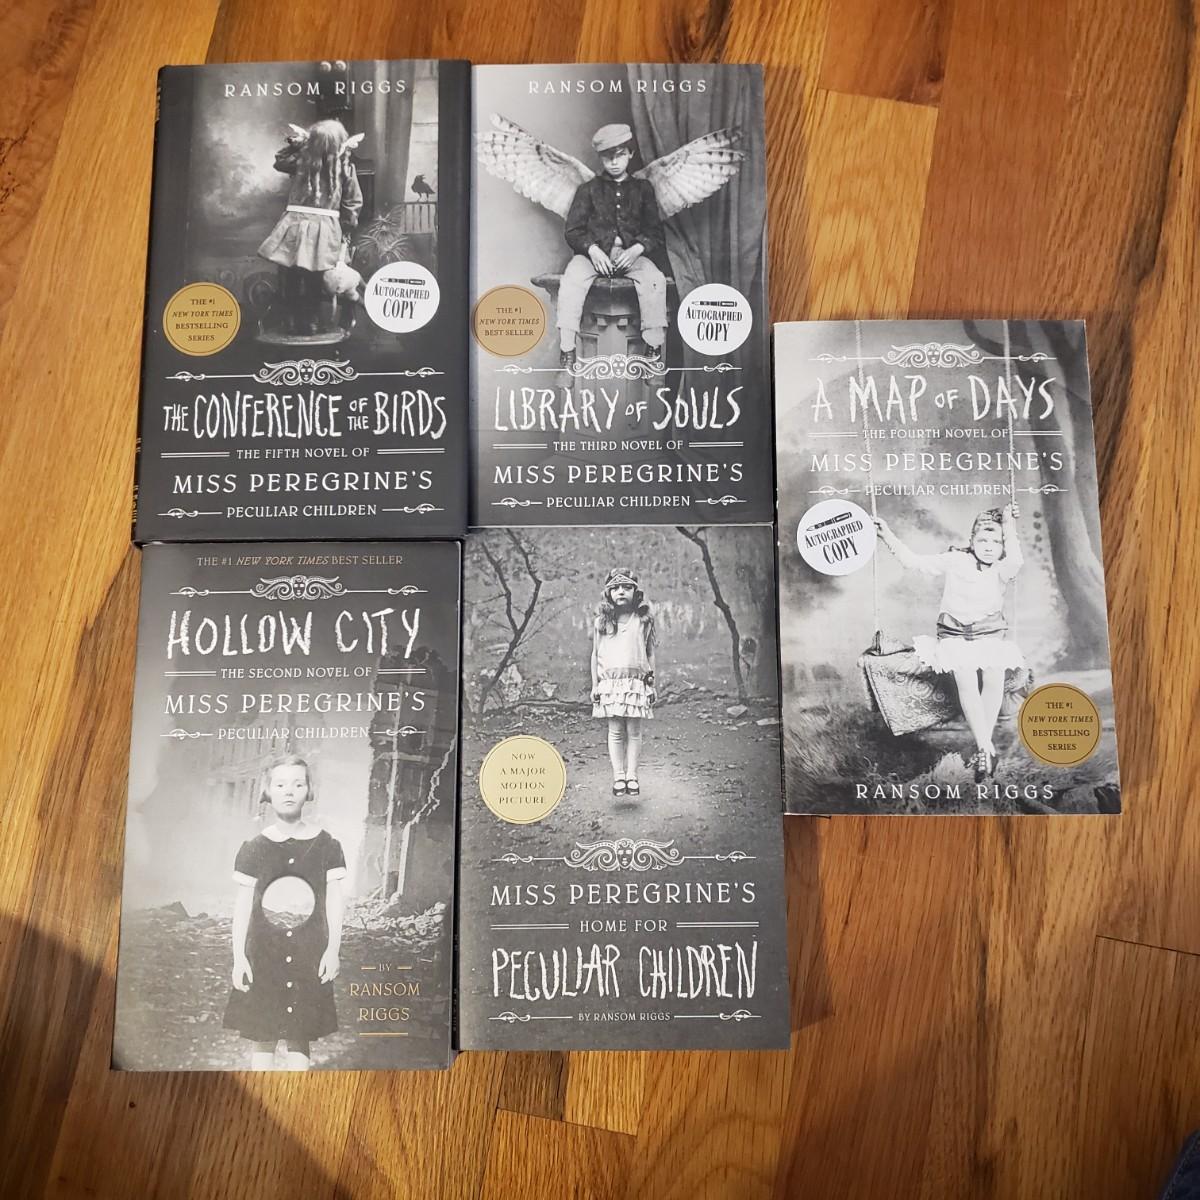 RANSOM RIGGS
THE #1
NEW YORK TIMES
BESTSELLING
SERIES
AUTOGRAPHED
COPY
THE CONFERENCE OF THE BIRDS
THE FIFTH NOVEL OF
MISS PEREGRINE'S
PECULIAR CHILDREN
RANSOM RIGGS
THE #1
NEW YORK TIMES
BEST SELLER
AUTOGRAPHED
COPY
LIBRARY OF SOULS
THE THIRD NOVEL OF
MISS PEREGRINE'S
PECULIAR CHILDREN
A MAP OF DAYS
THE FOURTH NOVEL OF
MISS PEREGRINE'S
PECULIAR CHILDREN
AUTOGRAPHED
COPY
THE #1
NEW YORK TIMES
BESTSELLING
SERIES
RANSOM RIGGS
THE #1 NEW YORK TIMES BEST SELLER
HOLLOW CITY
THE SECOND NOVEL OF
MISS PEREGRINE'S
PECULIAR CHILDREN
BY
RANSOM
RIGGS
NOW
A MAJOR
MOTION
PICTURE
MISS PEREGRINE'S
HOME FOR
PECULIAR CHILDREN
BY RANSOM RIGGS